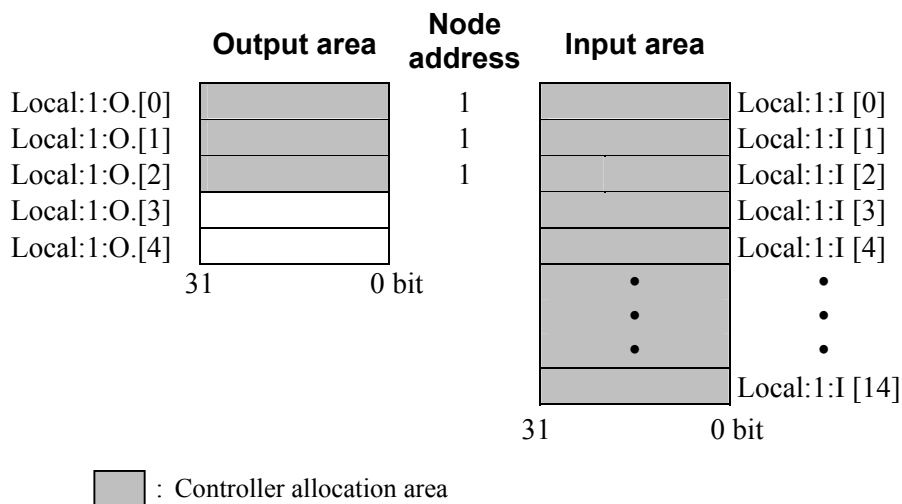 Output area Node address Input area
Local:1:O.[0] 1 Local:1:I [0]
Local:1:O.[1] 1 Local:1:I [1]
Local:1:O.[2] 1 Local:1:I [2]
Local:1:O.[3] Local:1:I [3]
Local:1:O.[4] Local:1:I [4]
31 0 bit
• •
• •
• •
Local:1:I [14]
31 0 bit
: Controller allocation area